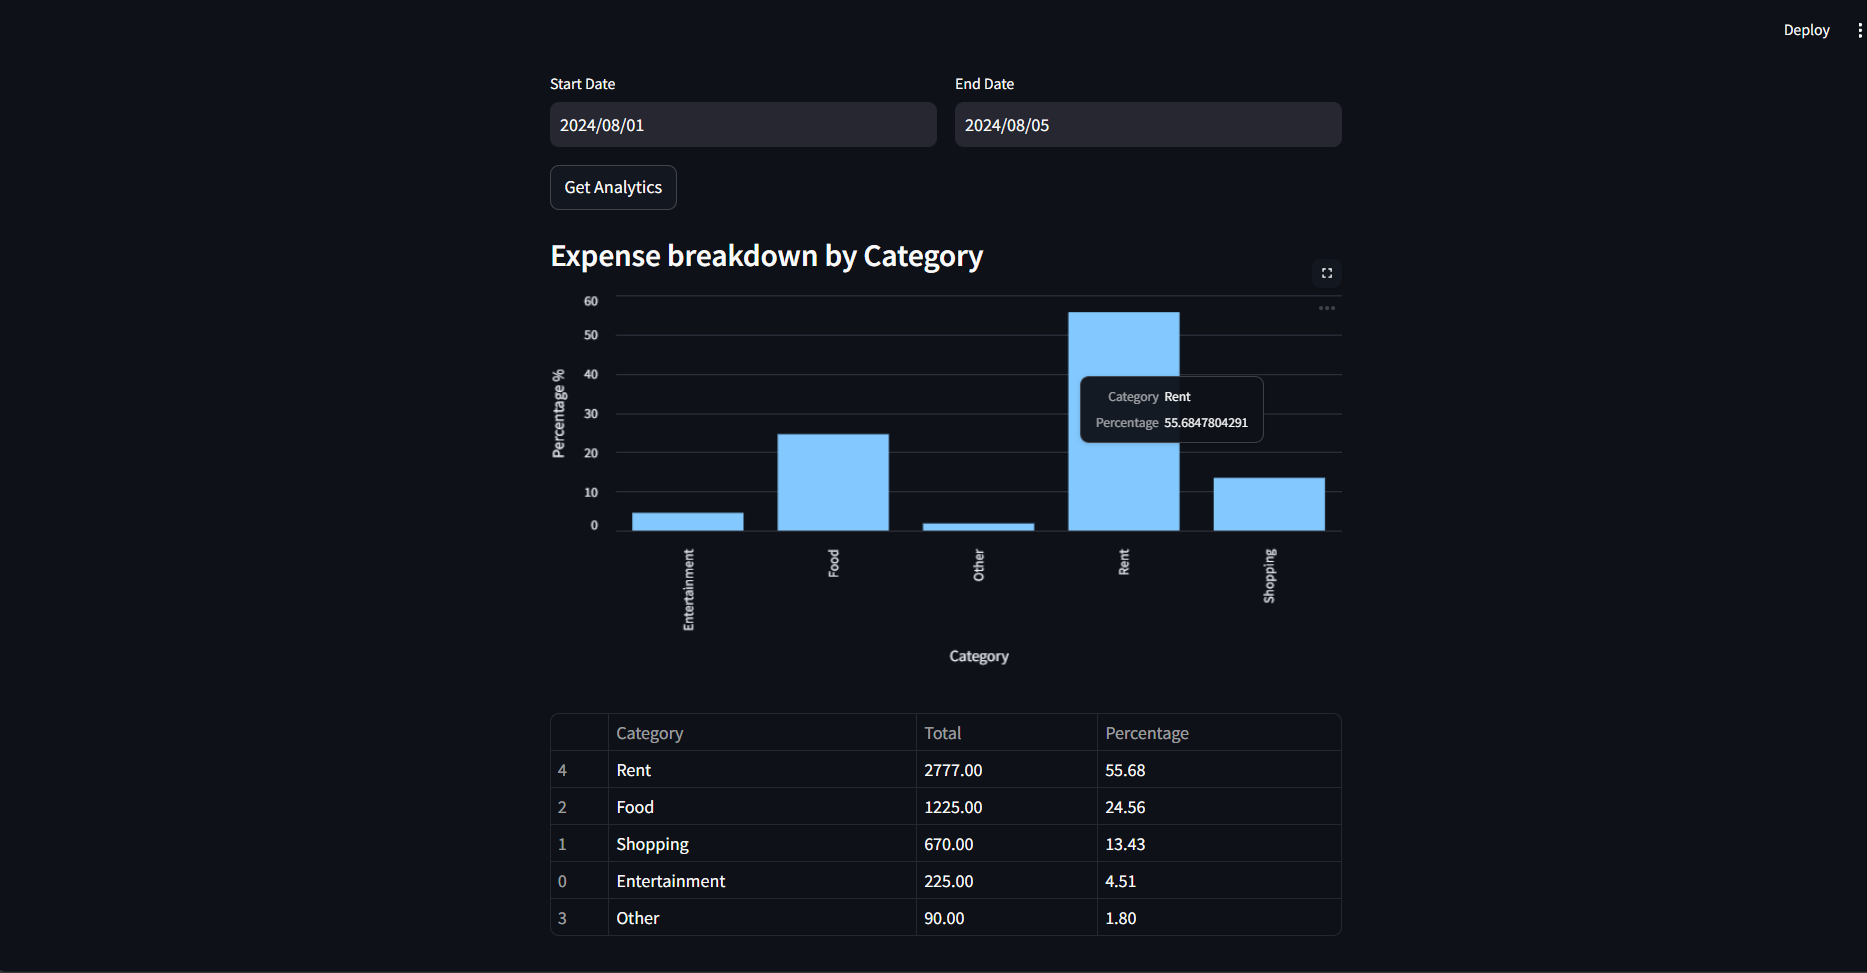 Deploy
Start Date End Date
2024/08/01 2024/08/05
Get Analytics
Expense breakdown by Category
60
50
40
30
20
10
0
Percentage %
Category Rent
Percentage 55.6847804291
Entertainment Food Other Rent Shopping
Category
Category Total Percentage
4 Rent 2777.00 55.68
2 Food 1225.00 24.56
1 Shopping 670.00 13.43
0 Entertainment 225.00 4.51
3 Other 90.00 1.80